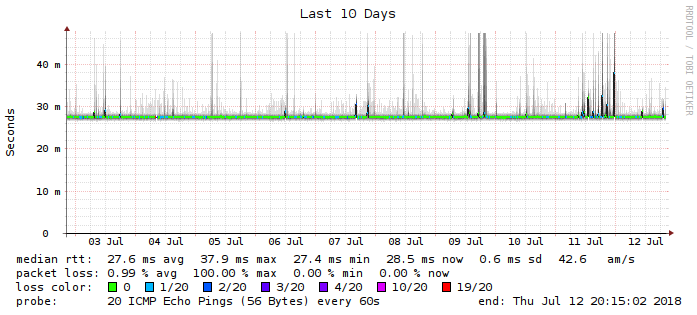 Last 10 Days
RRDTOOL / TOBI OETIKER
Seconds
40 m
30 m
20 m
10 m
0
03 Jul 04 Jul 05 Jul 06 Jul 07 Jul 08 Jul 09 Jul 10 Jul 11 Jul 12 Jul
median rtt: 27.6 ms avg 37.9 ms max 27.4 ms min 28.5 ms now 0.6 ms sd 42.6 am/s
packet loss: 0.99 % avg 100.00 % max 0.00 % min 0.00 % now
loss color: 0 1/20 2/20 3/20 4/20 10/20 19/20
probe: 20 ICMP Echo Pings (56 Bytes) every 60s end: Thu Jul 12 20:15:02 2018